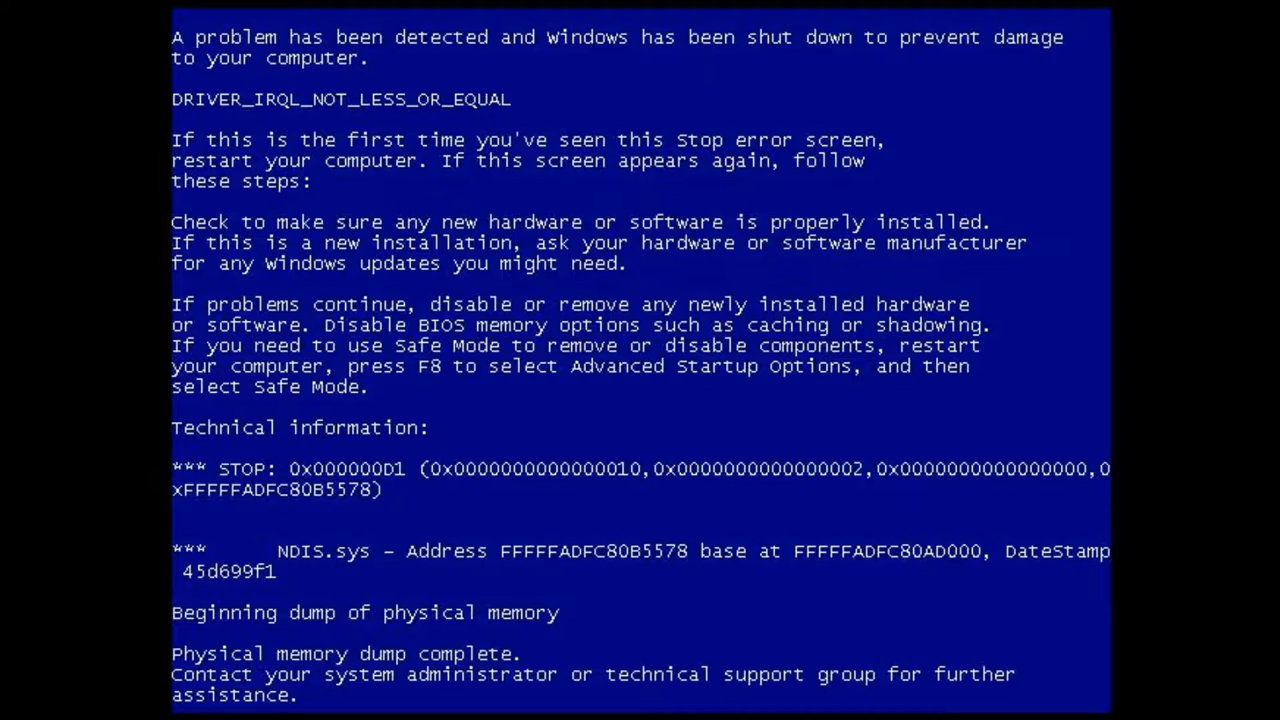 A problem has been detected and Windows has been shut down to prevent damage
to your computer.
DRIVER_IRQL_NOT_LESS_OR_EQUAL
If this is the first time you've seen this Stop error screen,
restart your computer. If this screen appears again, follow
these steps:
Check to make sure any new hardware or software is properly installed.
If this is a new installation, ask your hardware or software manufacturer
for any Windows updates you might need.
If problems continue, disable or remove any newly installed hardware
or software. Disable BIOS memory options such as caching or shadowing.
If you need to use Safe Mode to remove or disable components, restart
your computer, press F8 to select Advanced Startup Options, and then
select Safe Mode.
Technical information:
*** STOP: 0x000000D1 (0x0000000000000010,0x0000000000000002,0x0000000000000000,0
xFFFFFADFC80B5578)
***      NDIS.sys - Address FFFFFADFC80B5578 base at FFFFFADFC80AD000, DateStamp
45d699f1
Beginning dump of physical memory
Physical memory dump complete.
Contact your system administrator or technical support group for further
assistance.